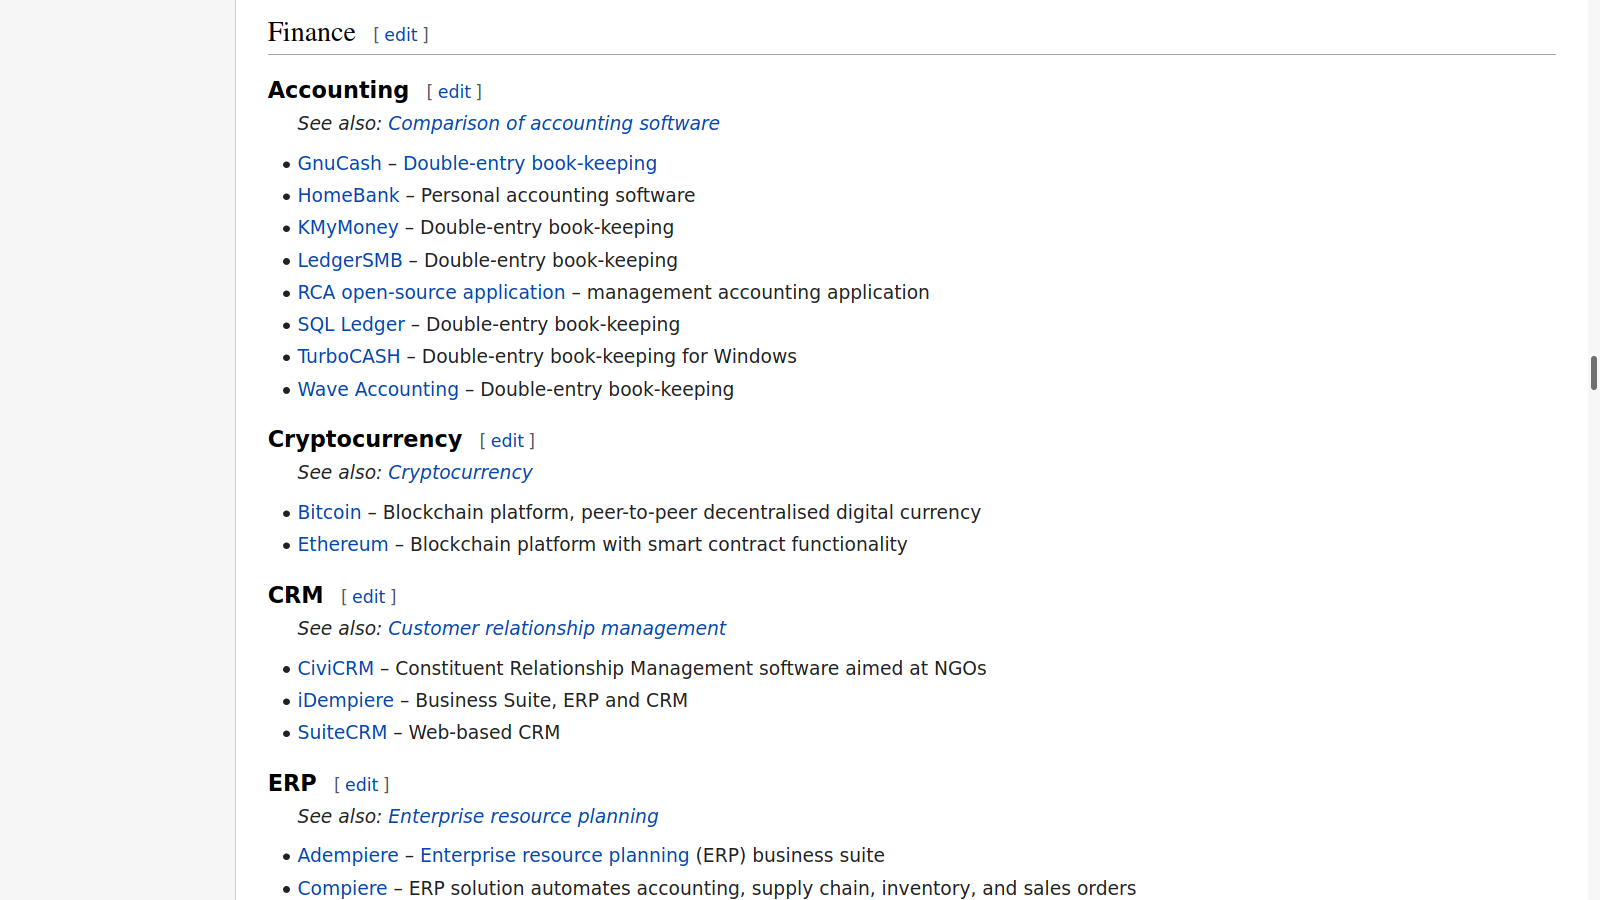 Finance [ edit ]
Accounting [ edit ]
See also: Comparison of accounting software
• GnuCash – Double-entry book-keeping
• HomeBank – Personal accounting software
• KMyMoney – Double-entry book-keeping
• LedgerSMB – Double-entry book-keeping
• RCA open-source application – management accounting application
• SQL Ledger – Double-entry book-keeping
• TurboCASH – Double-entry book-keeping for Windows
• Wave Accounting – Double-entry book-keeping
Cryptocurrency [ edit ]
See also: Cryptocurrency
• Bitcoin – Blockchain platform, peer-to-peer decentralised digital currency
• Ethereum – Blockchain platform with smart contract functionality
CRM [ edit ]
See also: Customer relationship management
• CiviCRM – Constituent Relationship Management software aimed at NGOs
• iDempiere – Business Suite, ERP and CRM
• SuiteCRM – Web-based CRM
ERP [ edit ]
See also: Enterprise resource planning
• Adempiere – Enterprise resource planning (ERP) business suite
• Compiere – ERP solution automates accounting, supply chain, inventory, and sales orders